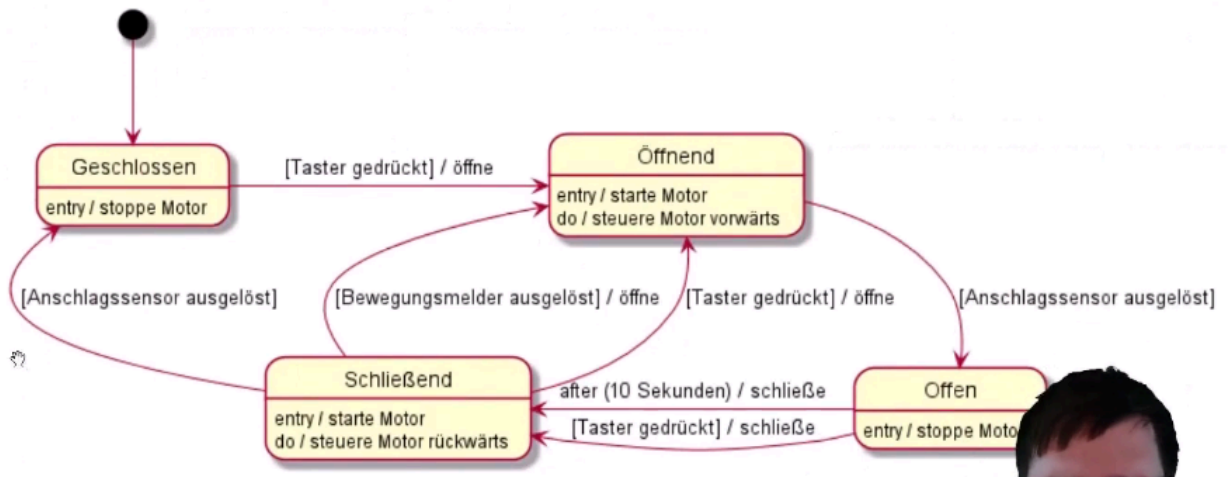 Geschlossen
entry / stoppe Motor
[Taster gedrückt] / öffne
Öffnend
entry / starte Motor
do / steuere Motor vorwärts
[Anschlagssensor ausgelöst]
[Bewegungsmelder ausgelöst] / öffne
[Taster gedrückt] / öffne
[Anschlagssensor ausgelöst]
Schließend
entry / starte Motor
do / steuere Motor rückwärts
after (10 Sekunden) / schließe
[Taster gedrückt] / schließe
Offen
entry / stoppe